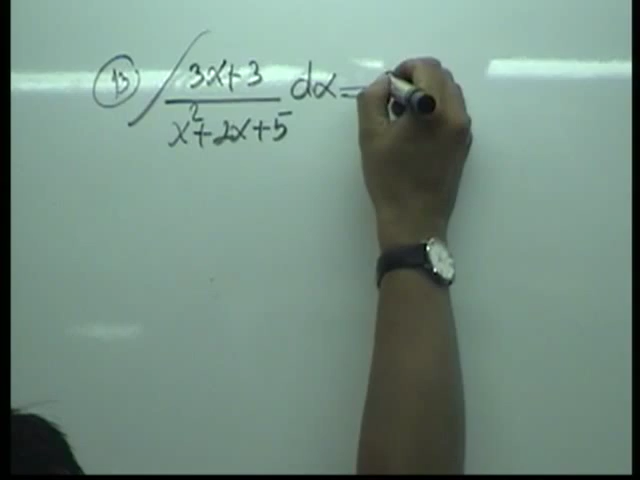 13 ∫ (3x+3)/(x²+2x+5) dx =